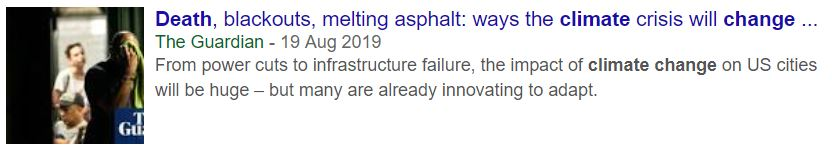 Death, blackouts, melting asphalt: ways the climate crisis will change ...
The Guardian - 19 Aug 2019
From power cuts to infrastructure failure, the impact of climate change on US cities
will be huge – but many are already innovating to adapt.